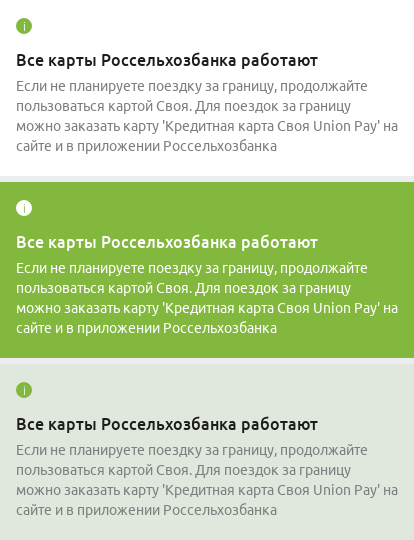 Все карты Россельхозбанка работают
Если не планируете поездку за границу, продолжайте
пользоваться картой Своя. Для поездок за границу
можно заказать карту 'Кредитная карта Своя Union Pay' на
сайте и в приложении Россельхозбанка
Все карты Россельхозбанка работают
Если не планируете поездку за границу, продолжайте
пользоваться картой Своя. Для поездок за границу
можно заказать карту 'Кредитная карта Своя Union Pay' на
сайте и в приложении Россельхозбанка
Все карты Россельхозбанка работают
Если не планируете поездку за границу, продолжайте
пользоваться картой Своя. Для поездок за границу
можно заказать карту 'Кредитная карта Своя Union Pay' на
сайте и в приложении Россельхозбанка